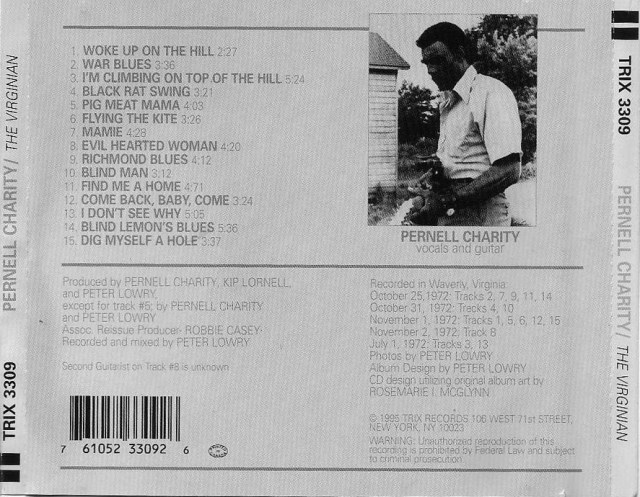 PERNELL CHARITY/ THE VIRGINIAN
TRIX 3309
1. WOKE UP ON THE HILL 2:27
2. WAR BLUES 3:36
3. I'M CLIMBING ON TOP OF THE HILL 5:24
4. BLACK RAT SWING 3:21
5. PIG MEAT MAMA 4:03
6. FLYING THE KITE 3:26
7. MAMIE 4:28
8. EVIL HEARTED WOMAN 4:20
9. RICHMOND BLUES 4:12
10. BLIND MAN 3:12
11. FIND ME A HOME 4:71
12. COME BACK, BABY, COME 3:24
13. I DON'T SEE WHY 5:05
14. BLIND LEMON'S BLUES 5:36
15. DIG MYSELF A HOLE 3:37
PERNELL CHARITY
vocals and guitar
Produced by PERNELL CHARITY, KIP LORNELL,
and PETER LOWRY,
except for track #6; by PERNELL CHARITY
and PETER LOWRY
Assoc. Reissue Producer: ROBBIE CASEY
Recorded and mixed by PETER LOWRY
Second Guitarist on Track #8 is unknown
7 61052 33092 6
Recorded in Waverly, Virginia:
October 25,1972: Tracks 2, 7, 9, 11, 14
October 31, 1972: Tracks 4, 10
November 1, 1972: Tracks 1, 5, 6, 12, 15
November 2, 1972: Track 8
July 1, 1972: Tracks 3, 13
Photos by PETER LOWRY
Album Design by PETER LOWRY
CD design utilizing original album art by
ROSEMARIE I. MCGLYNN
© 1995 TRIX RECORDS 106 WEST 71st STREET,
NEW YORK, NY 10023
WARNING: Unauthorized reproduction of this
recording is prohibited by Federal Law and subject
to criminal prosecution
TRIX 3309
PERNELL CHARITY/ THE VIRGINIAN